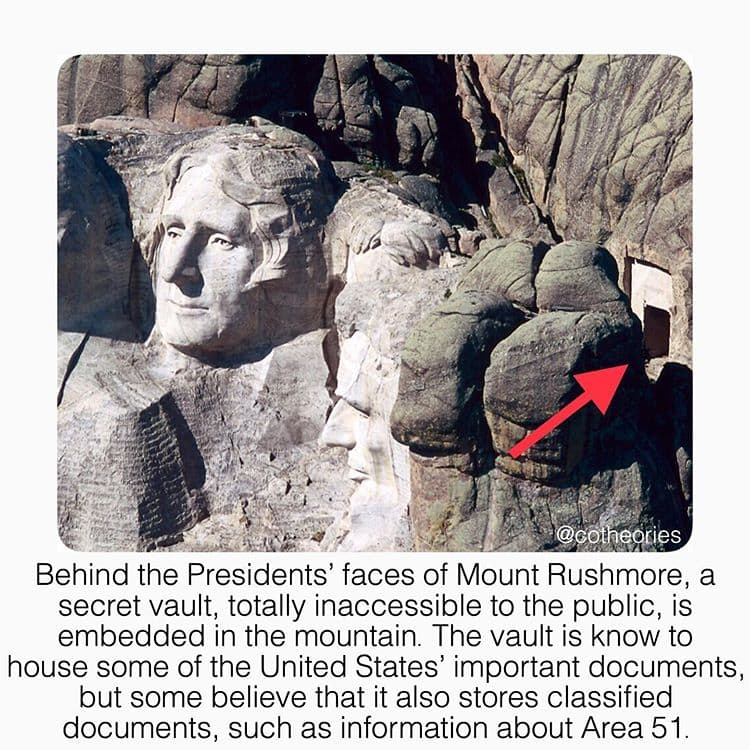 @cotheories
Behind the Presidents’ faces of Mount Rushmore, a
secret vault, totally inaccessible to the public, is
embedded in the mountain. The vault is know to
house some of the United States’ important documents,
but some believe that it also stores classified
documents, such as information about Area 51.